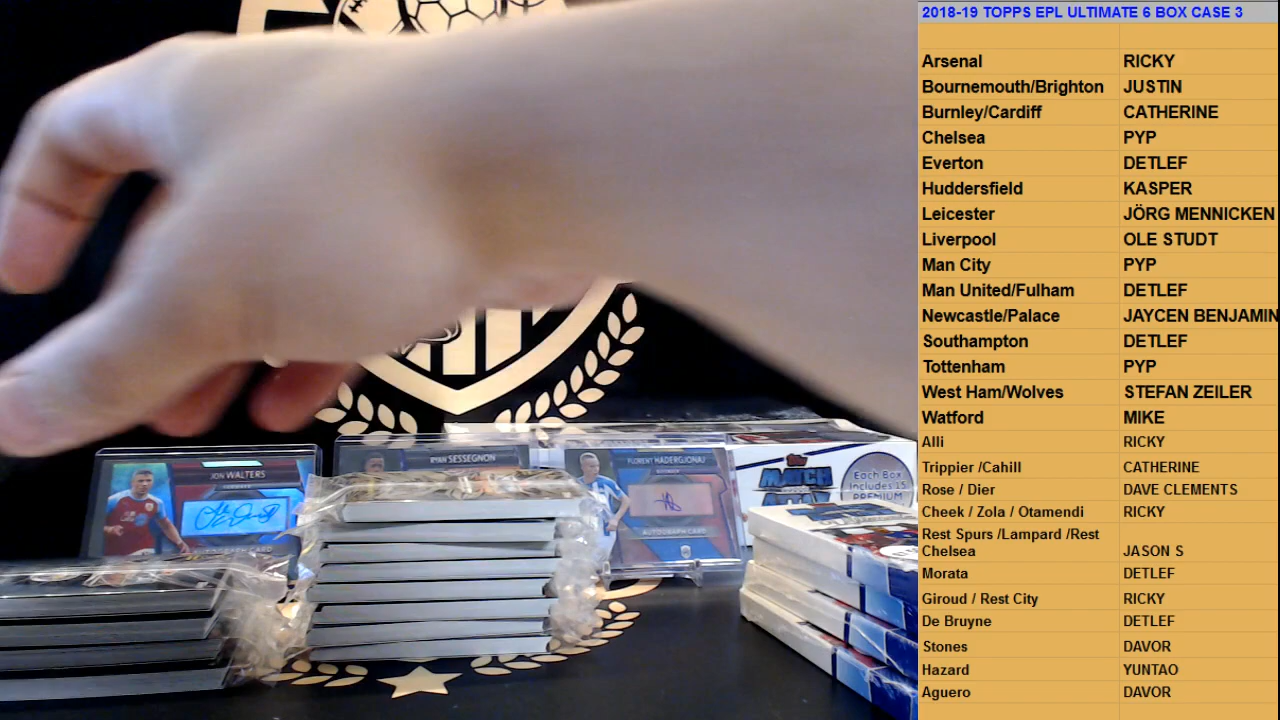 2018-19 TOPPS EPL ULTIMATE 6 BOX CASE 3
Arsenal RICKY
Bournemouth/Brighton JUSTIN
Burnley/Cardiff CATHERINE
Chelsea PYP
Everton DETLEF
Huddersfield KASPER
Leicester JÖRG MENNICKEN
Liverpool OLE STUDT
Man City PYP
Man United/Fulham DETLEF
Newcastle/Palace JAYCEN BENJAMIN
Southampton DETLEF
Tottenham PYP
West Ham/Wolves STEFAN ZEILER
Watford MIKE
Alli RICKY
Trippier /Cahill CATHERINE
Rose / Dier DAVE CLEMENTS
Cheek / Zola / Otamendi RICKY
Rest Spurs /Lampard /Rest
Chelsea JASON S
Morata DETLEF
Giroud / Rest City RICKY
De Bruyne DETLEF
Stones DAVOR
Hazard YUNTAO
Aguero DAVOR
JON WALTERS
RYAN SESSEGNON
FLORENT HADERGJONAJ
AUTOGRAPH CARD
topps
MATCH
ATTAX
Each Box
Includes 15
PREMIUM